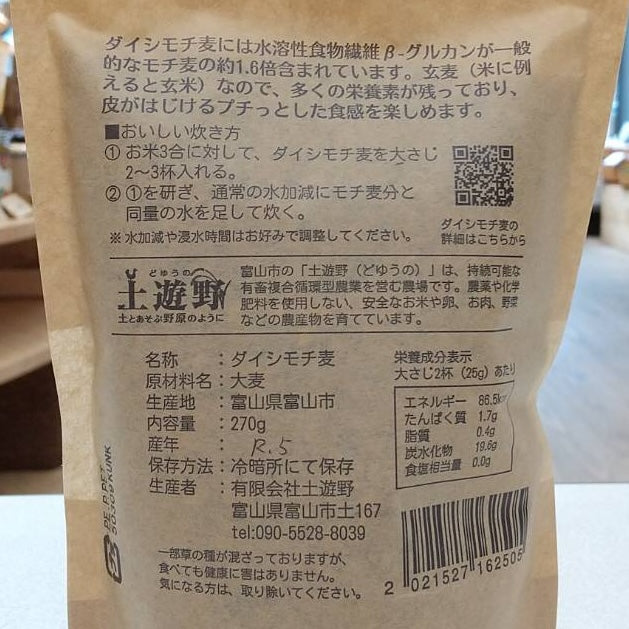 ダイシモチ麦には水溶性食物繊維β-グルカンが一般
的なモチ麦の約1.6倍含まれています。玄麦（米に例
えると玄米）なので、多くの栄養素が残っており、
皮がはじけるプチっとした食感を楽しめます。
■おいしい炊き方
① お米3合に対して、ダイシモチ麦を大さじ
2～3杯入れる。
② ①を研ぎ、通常の水加減にモチ麦分と
同量の水を足して炊く。
※ 水加減や浸水時間はお好みで調整してください。
ダイシモチ麦の
詳細はこちらから
どゆうの
土遊野
土とあそぶ野原のように
富山市の「土遊野（どゆうの）」は、持続可能な
有畜複合循環型農業を営む農場です。農薬や化学
肥料を使用しない、安全なお米や卵、お肉、野菜
などの農産物を育てています。
名称　：ダイシモチ麦
原材料名：大麦
生産地　：富山県富山市
内容量　：270g
産年　：R.5
保存方法：冷暗所にて保存
生産者　：有限会社土遊野
富山県富山市土167
tel:090-5528-8039
一部草の種が混ざっておりますが、
食べても健康に害はありません。
気になる方は、取り除いてください。
栄養成分表示
大さじ2杯（25g）あたり
エネルギー 86.5k
たんぱく質 1.7g
脂質 0.4g
炭水化物 19.6g
食塩相当量 0.0g
2 021527 162505
PE,P,PET